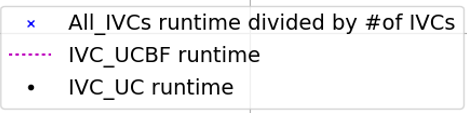 All_IVCs runtime divided by #of IVCs
IVC_UCBF runtime
IVC_UC runtime